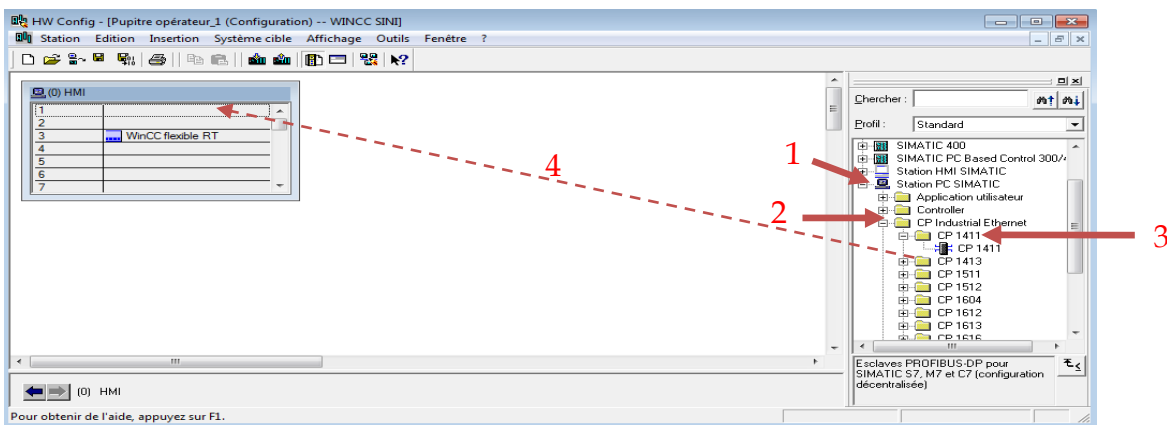 HW Config - [Pupitre opérateur_1 (Configuration) -- WINCC SINI]
Station Edition Insertion Système cible Affichage Outils Fenêtre ?
(0) HMI
1
2
3 WinCC flexible RT
4
5
6
7
4
Chercher :
Profil : Standard
SIMATIC 400
SIMATIC PC Based Control 300/
Station HMI SIMATIC
1
Station PC SIMATIC
Application utilisateur
Controller
2
CP Industrial Ethernet
CP 1411
3
CP 1411
CP 1413
CP 1511
CP 1512
CP 1604
CP 1612
CP 1613
CP 1616
Esclaves PROFIBUS-DP pour
SIMATIC S7, M7 et C7 (configuration
décentralisée)
(0) HMI
Pour obtenir de l'aide, appuyez sur F1.